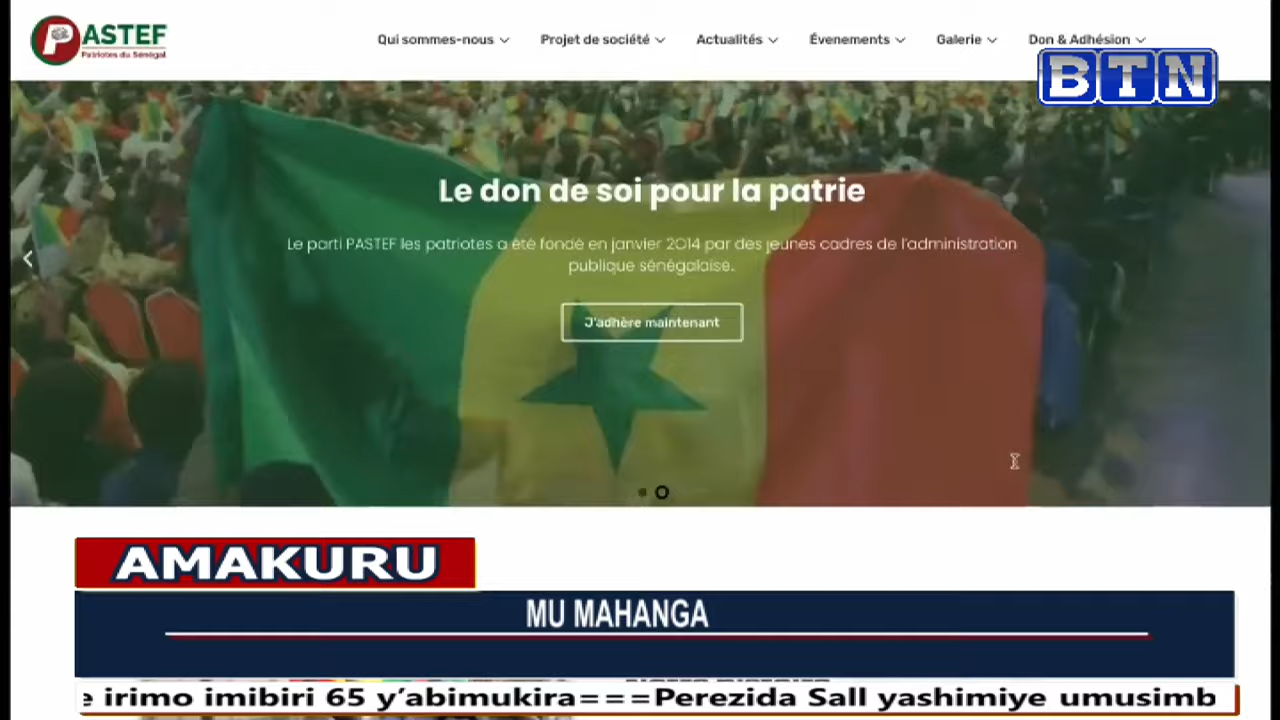 PASTEF
Patriotes du Sénégal
Qui sommes-nous
Projet de société
Actualités
Évenements
Galerie
Don & Adhésion
BTN
Le don de soi pour la patrie
Le parti PASTEF les patriotes a été fondé en janvier 2014 par des jeunes cadres de l'administration
publique sénégalaise.
J'adhère maintenant
AMAKURU
MU MAHANGA
e irimo imibiri 65 y'abimukira===Perezida Sall yashimiye umusimb